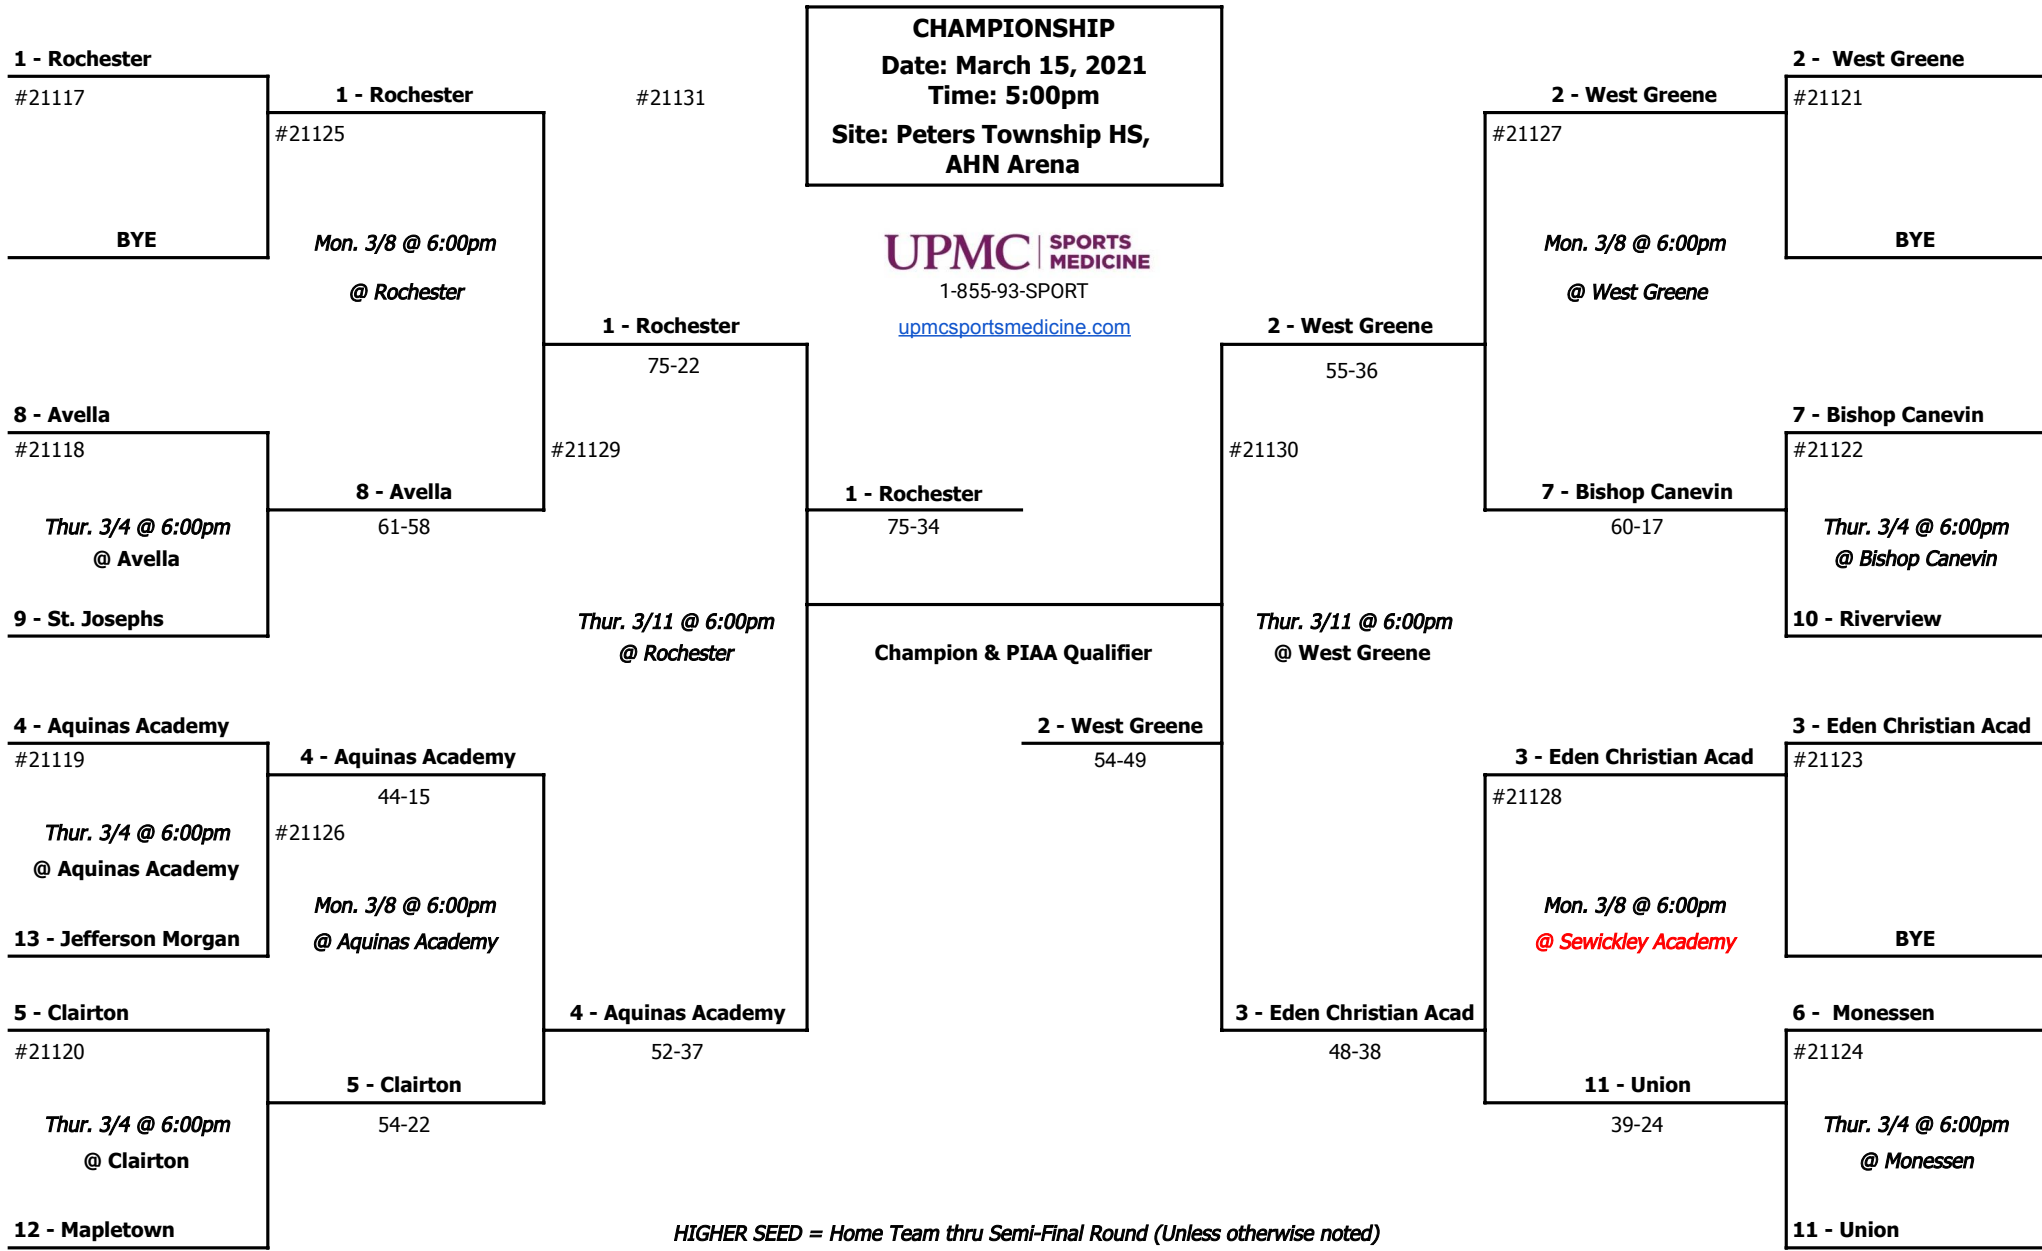 CHAMPIONSHIP
Date: March 15, 2021
Time: 5:00pm
Site: Peters Township HS,
AHN Arena
#21131
UPMC | SPORTS MEDICINE
1-855-93-SPORT
upmcsportsmedicine.com
1 - Rochester
#21117
BYE
8 - Avella
#21118
Thur. 3/4 @ 6:00pm
@ Avella
9 - St. Josephs
4 - Aquinas Academy
#21119
Thur. 3/4 @ 6:00pm
@ Aquinas Academy
13 - Jefferson Morgan
5 - Clairton
#21120
Thur. 3/4 @ 6:00pm
@ Clairton
12 - Mapletown
1 - Rochester
#21125
Mon. 3/8 @ 6:00pm
@ Rochester
8 - Avella
61-58
4 - Aquinas Academy
44-15
#21126
Mon. 3/8 @ 6:00pm
@ Aquinas Academy
5 - Clairton
54-22
1 - Rochester
75-22
#21129
Thur. 3/11 @ 6:00pm
@ Rochester
4 - Aquinas Academy
52-37
1 - Rochester
75-34
Champion & PIAA Qualifier
2 - West Greene
54-49
2 - West Greene
55-36
#21130
Thur. 3/11 @ 6:00pm
@ West Greene
3 - Eden Christian Acad
48-38
2 - West Greene
#21127
Mon. 3/8 @ 6:00pm
@ West Greene
7 - Bishop Canevin
60-17
3 - Eden Christian Acad
#21128
Mon. 3/8 @ 6:00pm
@ Sewickley Academy
11 - Union
39-24
2 - West Greene
#21121
BYE
7 - Bishop Canevin
#21122
Thur. 3/4 @ 6:00pm
@ Bishop Canevin
10 - Riverview
3 - Eden Christian Acad
#21123
BYE
6 - Monessen
#21124
Thur. 3/4 @ 6:00pm
@ Monessen
11 - Union
HIGHER SEED = Home Team thru Semi-Final Round (Unless otherwise noted)